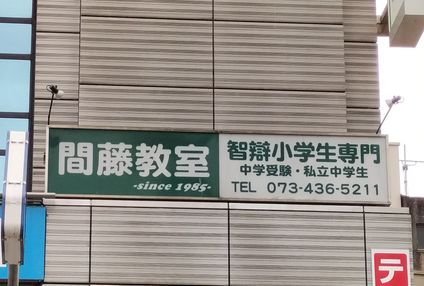 間藤教室
-since 1985-
智辯小学生専門
中学受験・私立中学生
TEL 073-436-5211
テ